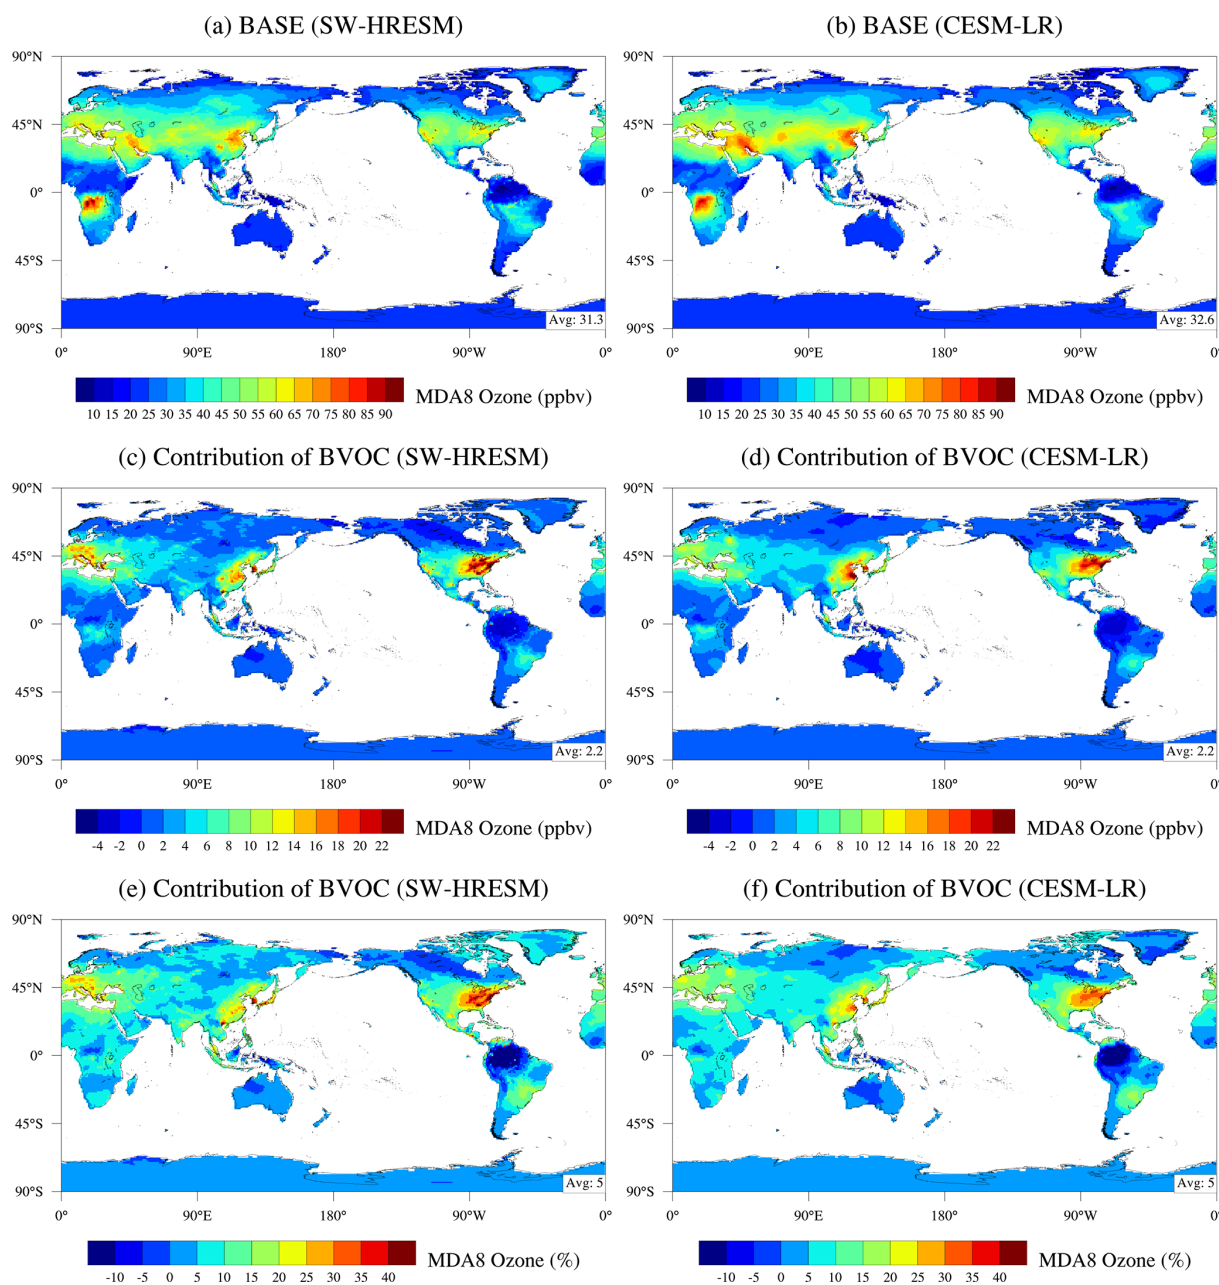 (a) BASE (SW-HRESM)
(b) BASE (CESM-LR)
90°N
45°N
0°
45°S
90°S
Avg: 31.3
0° 90°E 180° 90°W 0°
10 15 20 25 30 35 40 45 50 55 60 65 70 75 80 85 90
MDA8 Ozone (ppbv)
90°N
45°N
0°
45°S
90°S
Avg: 32.6
0° 90°E 180° 90°W 0°
10 15 20 25 30 35 40 45 50 55 60 65 70 75 80 85 90
MDA8 Ozone (ppbv)
(c) Contribution of BVOC (SW-HRESM)
(d) Contribution of BVOC (CESM-LR)
90°N
45°N
0°
45°S
90°S
Avg: 2.2
0° 90°E 180° 90°W 0°
-4 -2 0 2 4 6 8 10 12 14 16 18 20 22
MDA8 Ozone (ppbv)
90°N
45°N
0°
45°S
90°S
Avg: 2.2
0° 90°E 180° 90°W 0°
-4 -2 0 2 4 6 8 10 12 14 16 18 20 22
MDA8 Ozone (ppbv)
(e) Contribution of BVOC (SW-HRESM)
(f) Contribution of BVOC (CESM-LR)
90°N
45°N
0°
45°S
90°S
Avg: 5
0° 90°E 180° 90°W 0°
-10 -5 0 5 10 15 20 25 30 35 40
MDA8 Ozone (%)
90°N
45°N
0°
45°S
90°S
Avg: 5
0° 90°E 180° 90°W 0°
-10 -5 0 5 10 15 20 25 30 35 40
MDA8 Ozone (%)